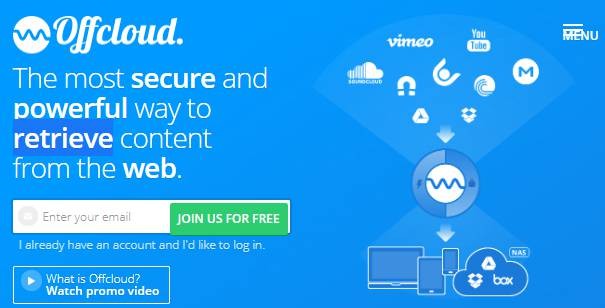 Offcloud.
MENU
The most secure and
powerful way to
retrieve content
from the web.
Enter your email
JOIN US FOR FREE
I already have an account and I'd like to log in.
What is Offcloud?
Watch promo video
vimeo
You
Tube
SOUNDCLOUD
M
NAS
box